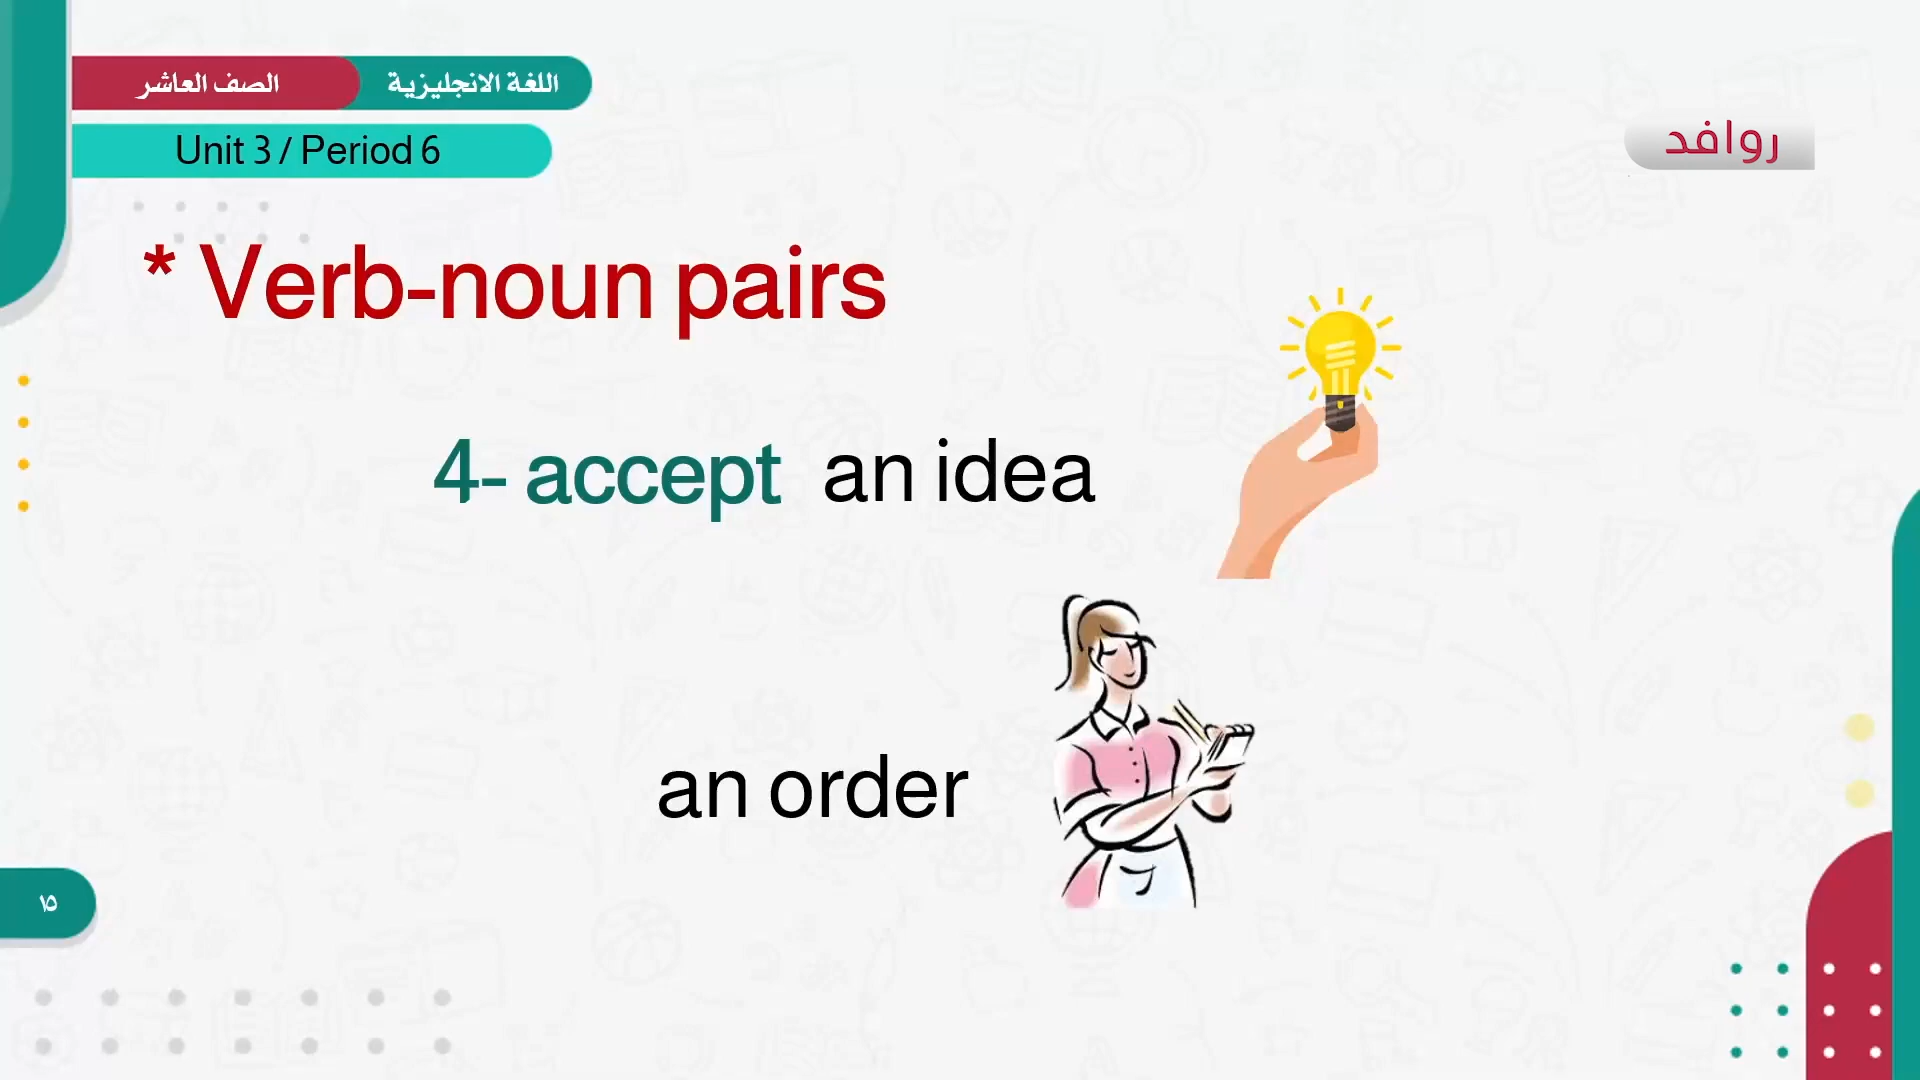 اللغة الانجليزية
الصف العاشر
Unit 3 / Period 6
روافد
* Verb-noun pairs
4- accept an idea
an order
١٥